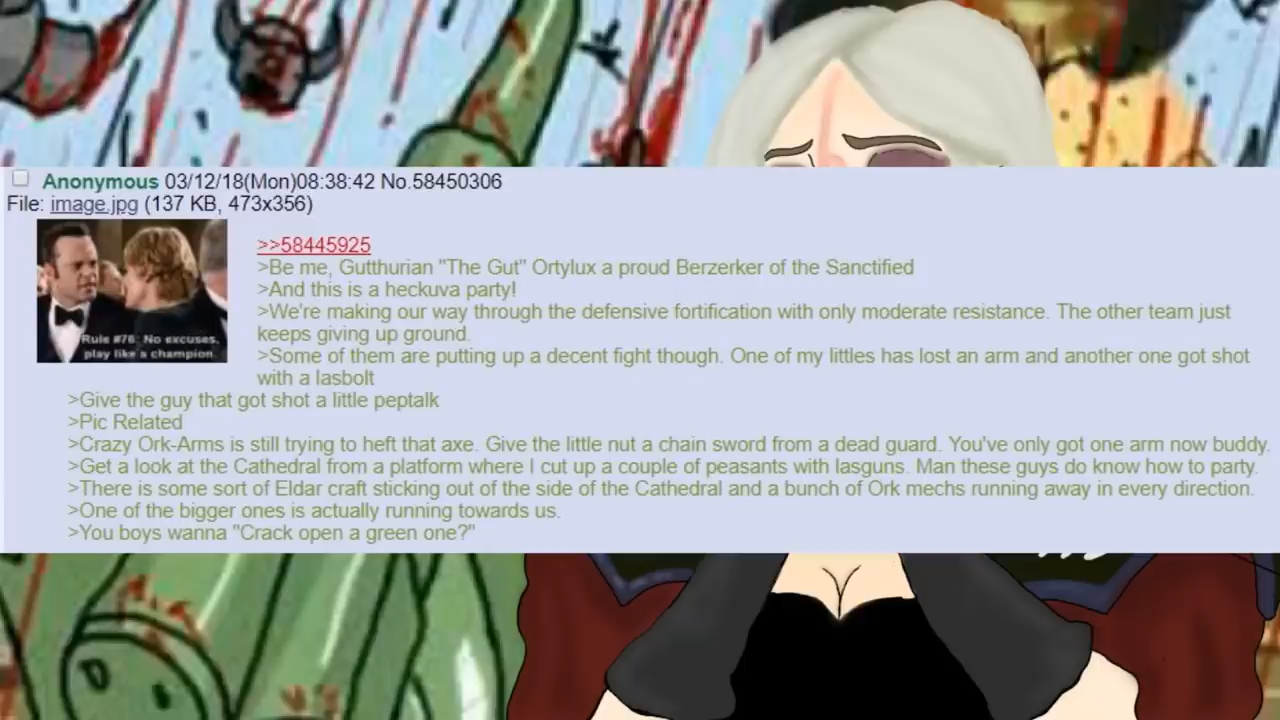 Anonymous 03/12/18(Mon)08:38:42 No.58450306
File: image.jpg (137 KB, 473x356)
>>58445925
>Be me, Gutthurian "The Gut" Ortylux a proud Berzerker of the Sanctified
>And this is a heckuva party!
>We're making our way through the defensive fortification with only moderate resistance. The other team just
keeps giving up ground.
>Some of them are putting up a decent fight though. One of my littles has lost an arm and another one got shot
with a lasbolt
Rule #76: No excuses,
play like a champion.
>Give the guy that got shot a little peptalk
>Pic Related
>Crazy Ork-Arms is still trying to heft that axe. Give the little nut a chain sword from a dead guard. You've only got one arm now buddy.
>Get a look at the Cathedral from a platform where I cut up a couple of peasants with lasguns. Man these guys do know how to party.
>There is some sort of Eldar craft sticking out of the side of the Cathedral and a bunch of Ork mechs running away in every direction.
>One of the bigger ones is actually running towards us.
>You boys wanna "Crack open a green one?"